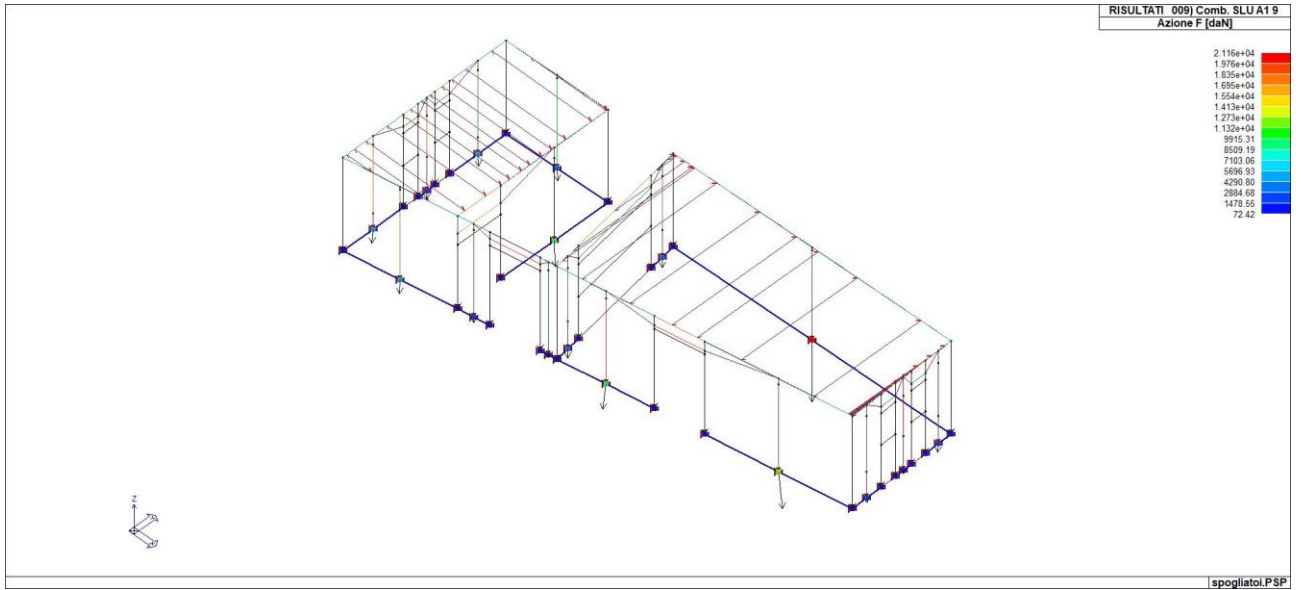 RISULTATI 009) Comb. SLU A1 9
Azione F [daN]
2.116e+04
1.976e+04
1.835e+04
1.695e+04
1.554e+04
1.413e+04
1.273e+04
1.132e+04
9915.31
8509.19
7103.06
5696.93
4290.80
2884.68
1478.55
72.42
Z
spogliatoi.PSP